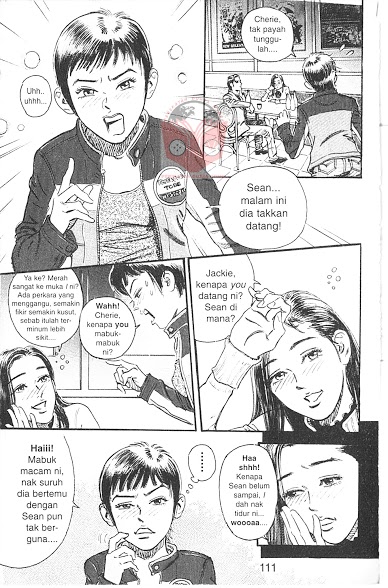 Cherie,
tak payah
tunggu-
lah....
Uhh..
uhhh...
TO BE
Sean...
malam ini
dia takkan
datang!
Jackie,
kenapa you
datang ni?
Sean di
mana?
Wahh!
Cherie,
kenapa you
mabuk-
mabuk
ni?
Ya ke? Merah
sangat ke muka I ni?
Ada perkara yang
menggangu, semakin
fikir semakin kusut,
sebab itulah ter-
minum lebih
sikit....
Haa
shhh!
Kenapa
Sean belum
sampai, I
dah nak
tidur ni...
woooaa....
......
Haiii!
Mabuk
macam ni,
nak suruh
dia bertemu
dengan
Sean pun
tak ber-
guna....
111